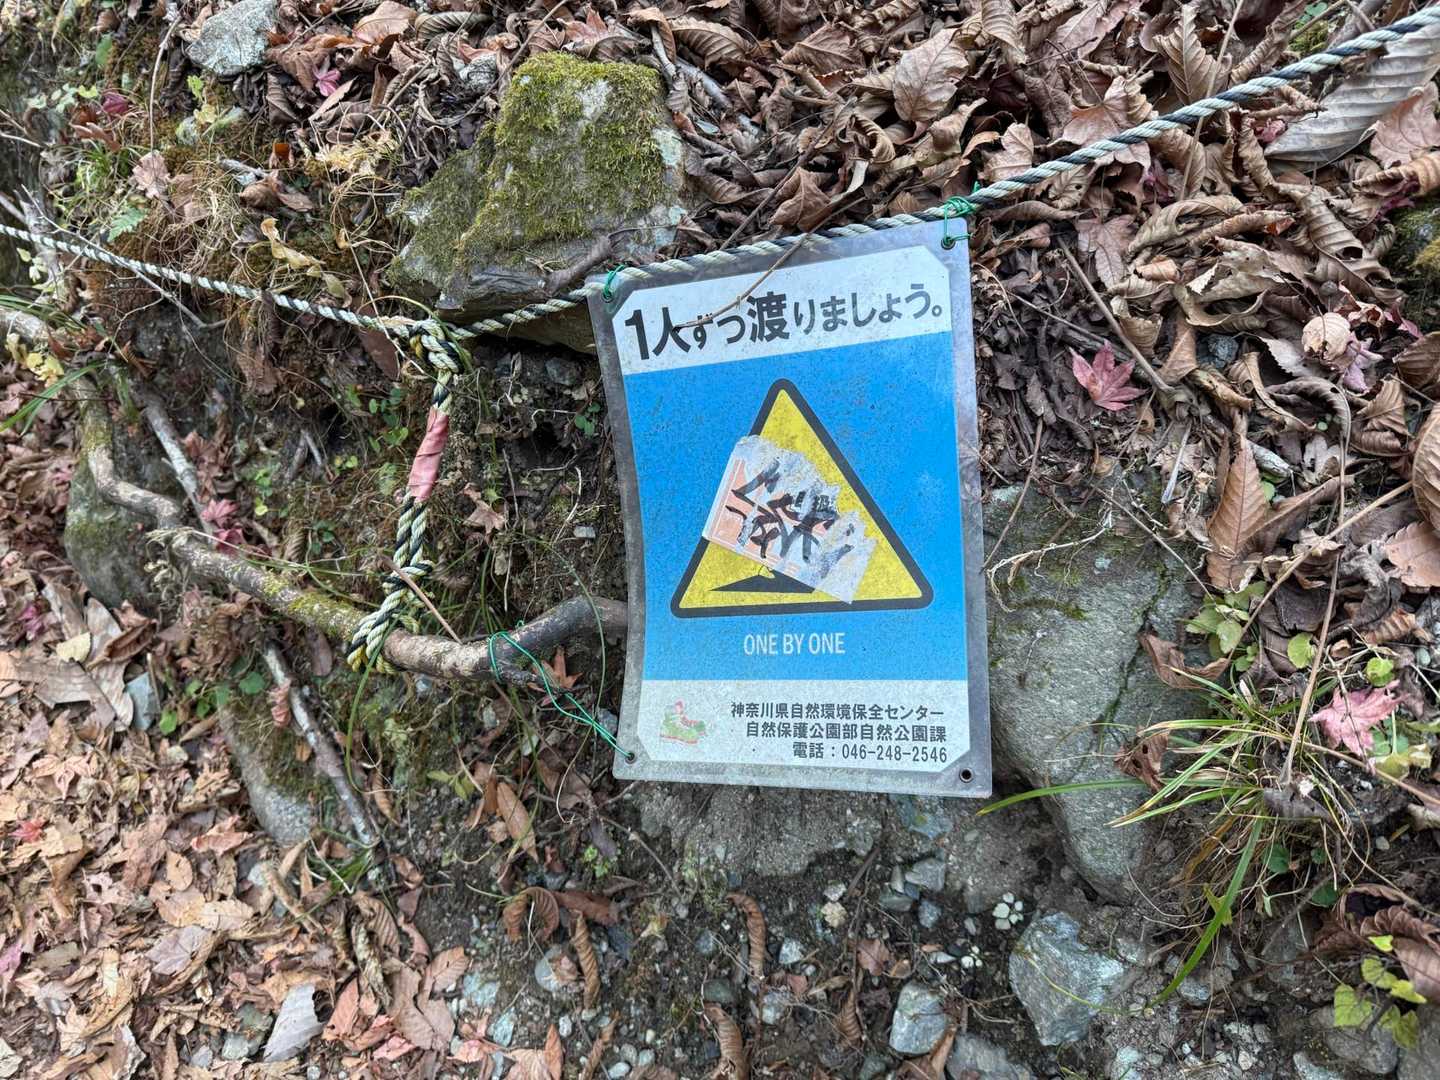 1人ずつ渡りましょう。
ONE BY ONE
神奈川県自然環境保全センター
自然保護公園部自然公園課
電話：046-248-2546